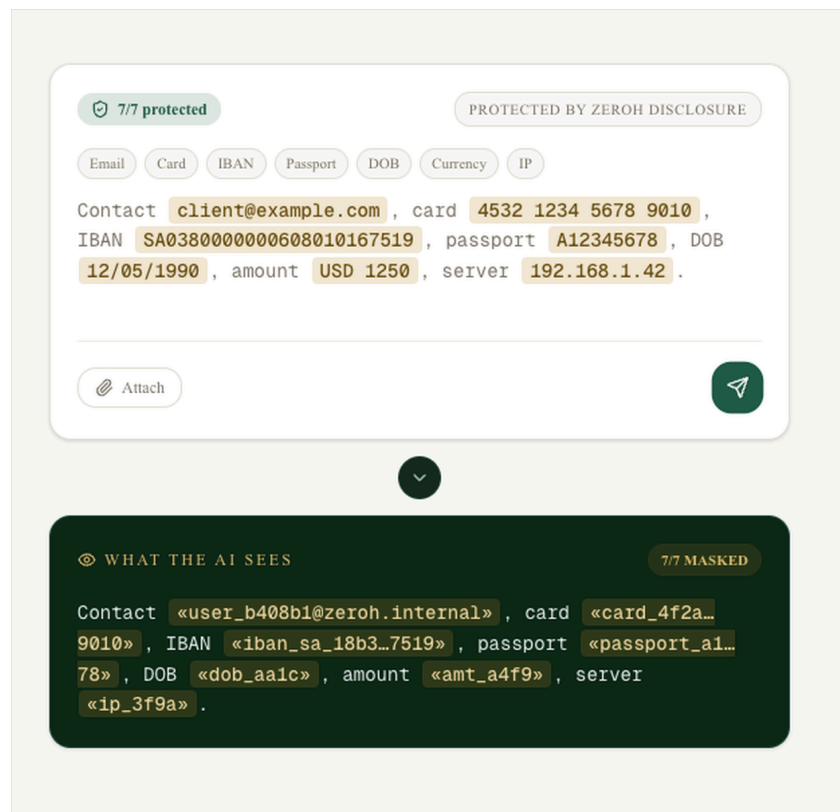 7/7 protected
PROTECTED BY ZEROH DISCLOSURE
Email Card IBAN Passport DOB Currency IP
Contact client@example.com, card 4532 1234 5678 9010,
IBAN SA0380000000608010167519, passport A12345678, DOB
12/05/1990, amount USD 1250, server 192.168.1.42.
Attach
WHAT THE AI SEES
7/7 MASKED
Contact «user_b408b1@zeroh.internal», card «card_4f2a…
9010», IBAN «iban_sa_18b3…7519», passport «passport_a1…
78», DOB «dob_aa1c», amount «amt_a4f9», server
«ip_3f9a».